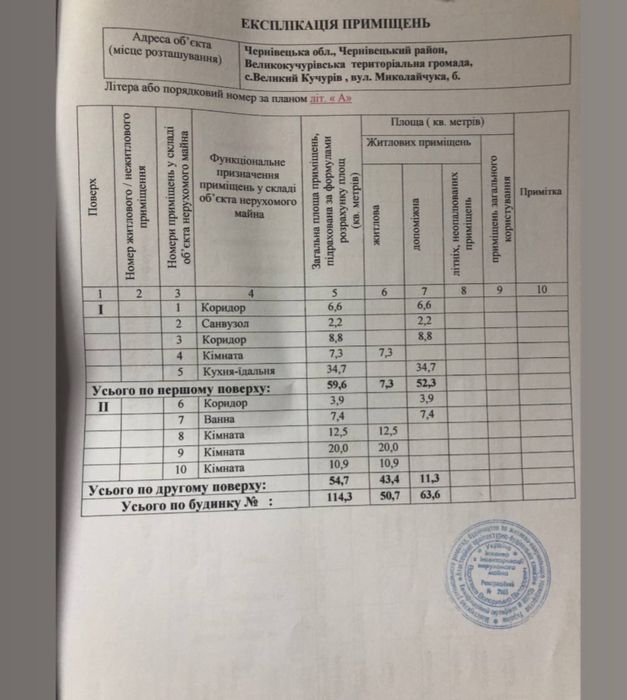 ЕКСПЛІКАЦІЯ ПРИМІЩЕНЬ
Адреса об'єкта
(місце розташування)
Чернівецька обл., Чернівецький район,
Великокучурівська територіальна громада,
с.Великий Кучурів , вул. Миколайчука, б.
Літера або порядковий номер за планом літ. « А»
Поверх
Номер житлового / нежитлового
приміщення
Номери приміщень у складі
об'єкта нерухомого майна
Функціональне
призначення
приміщень у складі
об'єкта нерухомого
майна
Загальна площа приміщень,
підрахована за формулами
розрахунку площ
(кв. метрів)
Площа ( кв. метрів)
Житлових приміщень
житлова
допоміжна
літніх, неопалюваних
приміщень
приміщень загального
користування
Примітка
1 2 3 4 5 6 7 8 9 10
I 1 Коридор 6,6 6,6
2 Санвузол 2,2 2,2
3 Коридор 8,8 8,8
4 Кімната 7,3 7,3
5 Кухня-їдальня 34,7 34,7
Усього по першому поверху: 59,6 7,3 52,3
II 6 Коридор 3,9 3,9
7 Ванна 7,4 7,4
8 Кімната 12,5 12,5
9 Кімната 20,0 20,0
10 Кімната 10,9 10,9
Усього по другому поверху: 54,7 43,4 11,3
Усього по будинку № : 114,3 50,7 63,6
Україна
інвентаризації
нерухомого
майна